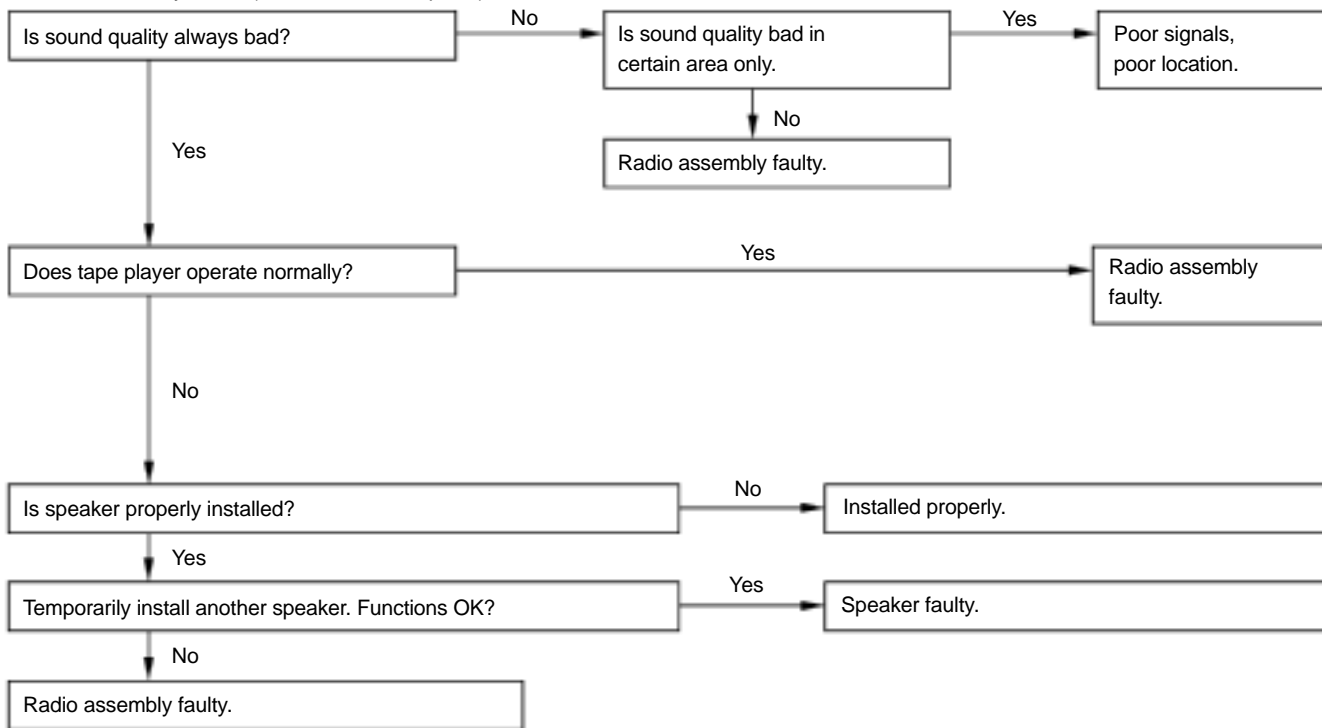 Is sound quality always bad?
No
Is sound quality bad in
certain area only.
Yes
Poor signals,
poor location.
No
Radio assembly faulty.
Yes
Does tape player operate normally?
Yes
Radio assembly
faulty.
No
Is speaker properly installed?
No
Installed properly.
Yes
Temporarily install another speaker. Functions OK?
Yes
Speaker faulty.
No
Radio assembly faulty.